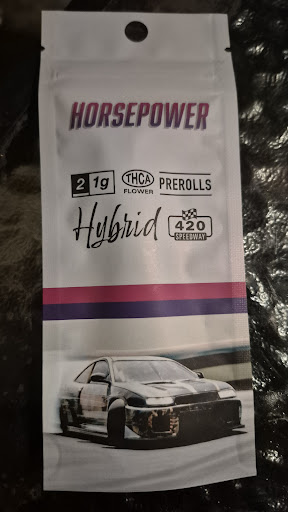 HORSEPOWER
2 1g THCA FLOWER PREROLLS
Hybrid 420 SPEEDWAY